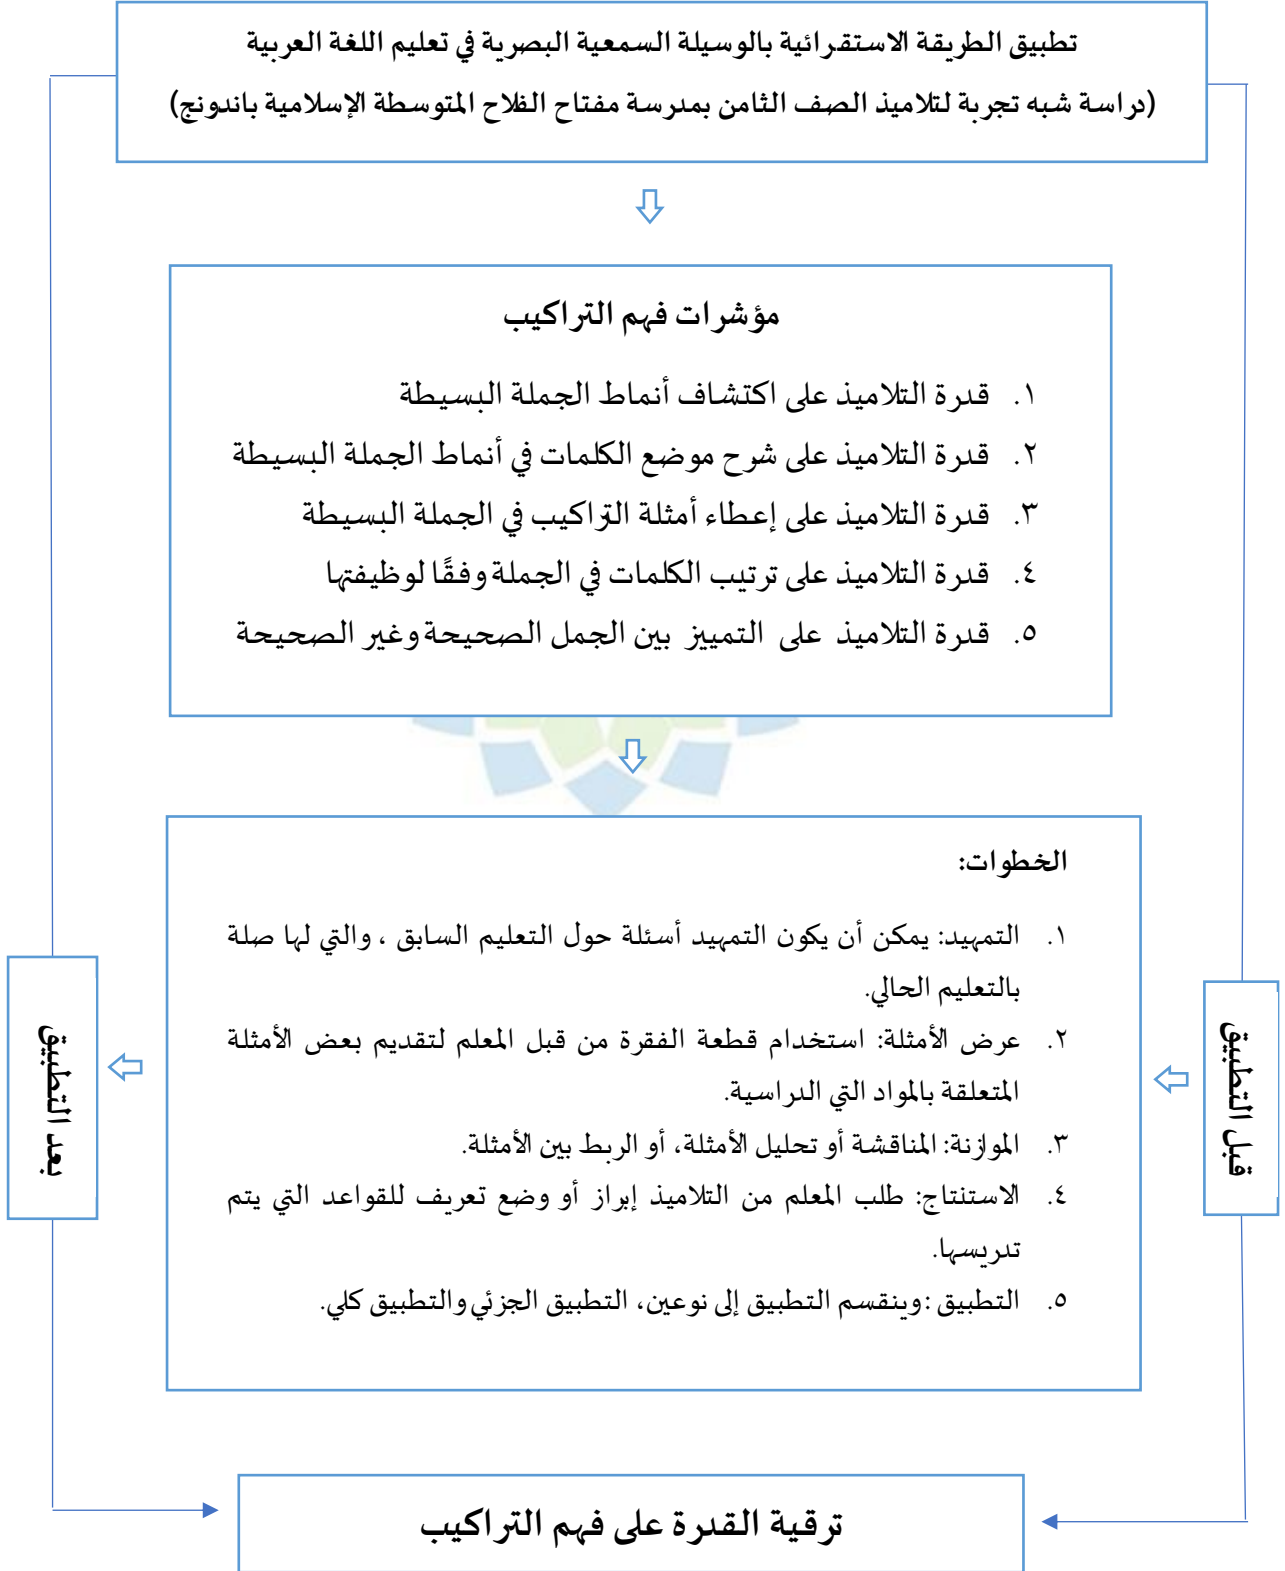 تطبيق الطريقة الاستقرائية بالوسيلة السمعية البصرية في تعليم اللغة العربية
(دراسة شبه تجربة لتلاميذ الصف الثامن بمدرسة مفتاح الفلاح المتوسطة الإسلامية باندونج)
مؤشرات فهم التراكيب
١. قدرة التلاميذ على اكتشاف أنماط الجملة البسيطة
٢. قدرة التلاميذ على شرح موضع الكلمات في أنماط الجملة البسيطة
٣. قدرة التلاميذ على إعطاء أمثلة التراكيب في الجملة البسيطة
٤. قدرة التلاميذ على ترتيب الكلمات في الجملة وفقًا لوظيفتها
٥. قدرة التلاميذ على التمييز بين الجمل الصحيحة وغير الصحيحة
قبل التطبيق
الخطوات:
١. التمهيد: يمكن أن يكون التمهيد أسئلة حول التعليم السابق ، والتي لها صلة
بالتعليم الحالي.
٢. عرض الأمثلة: استخدام قطعة الفقرة من قبل المعلم لتقديم بعض الأمثلة
المتعلقة بالمواد التي الدراسية.
٣. الموازنة: المناقشة أو تحليل الأمثلة، أو الربط بين الأمثلة.
٤. الاستنتاج: طلب المعلم من التلاميذ إبراز أو وضع تعريف للقواعد التي يتم
تدريسها.
٥. التطبيق :وينقسم التطبيق إلى نوعين، التطبيق الجزئي والتطبيق كلي.
بعد التطبيق
ترقية القدرة على فهم التراكيب